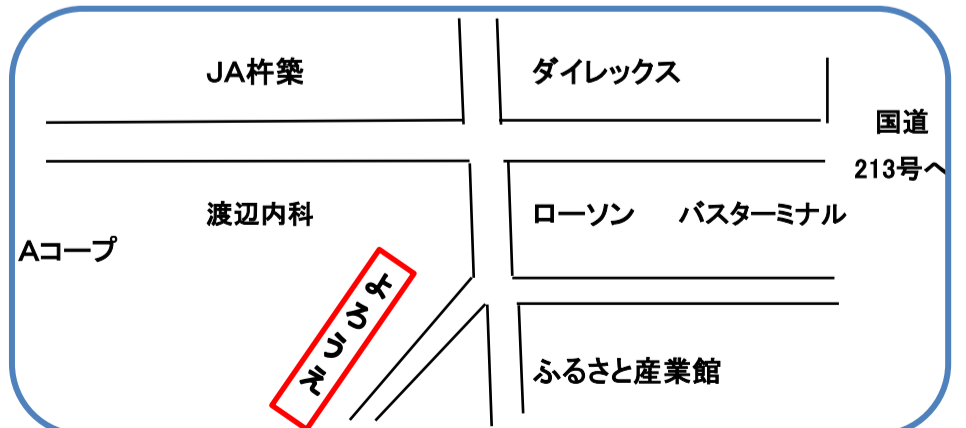 JA杵築
ダイレックス
国道
213号へ
渡辺内科
ローソン
バスターミナル
Aコープ
よろうえ
ふるさと産業館